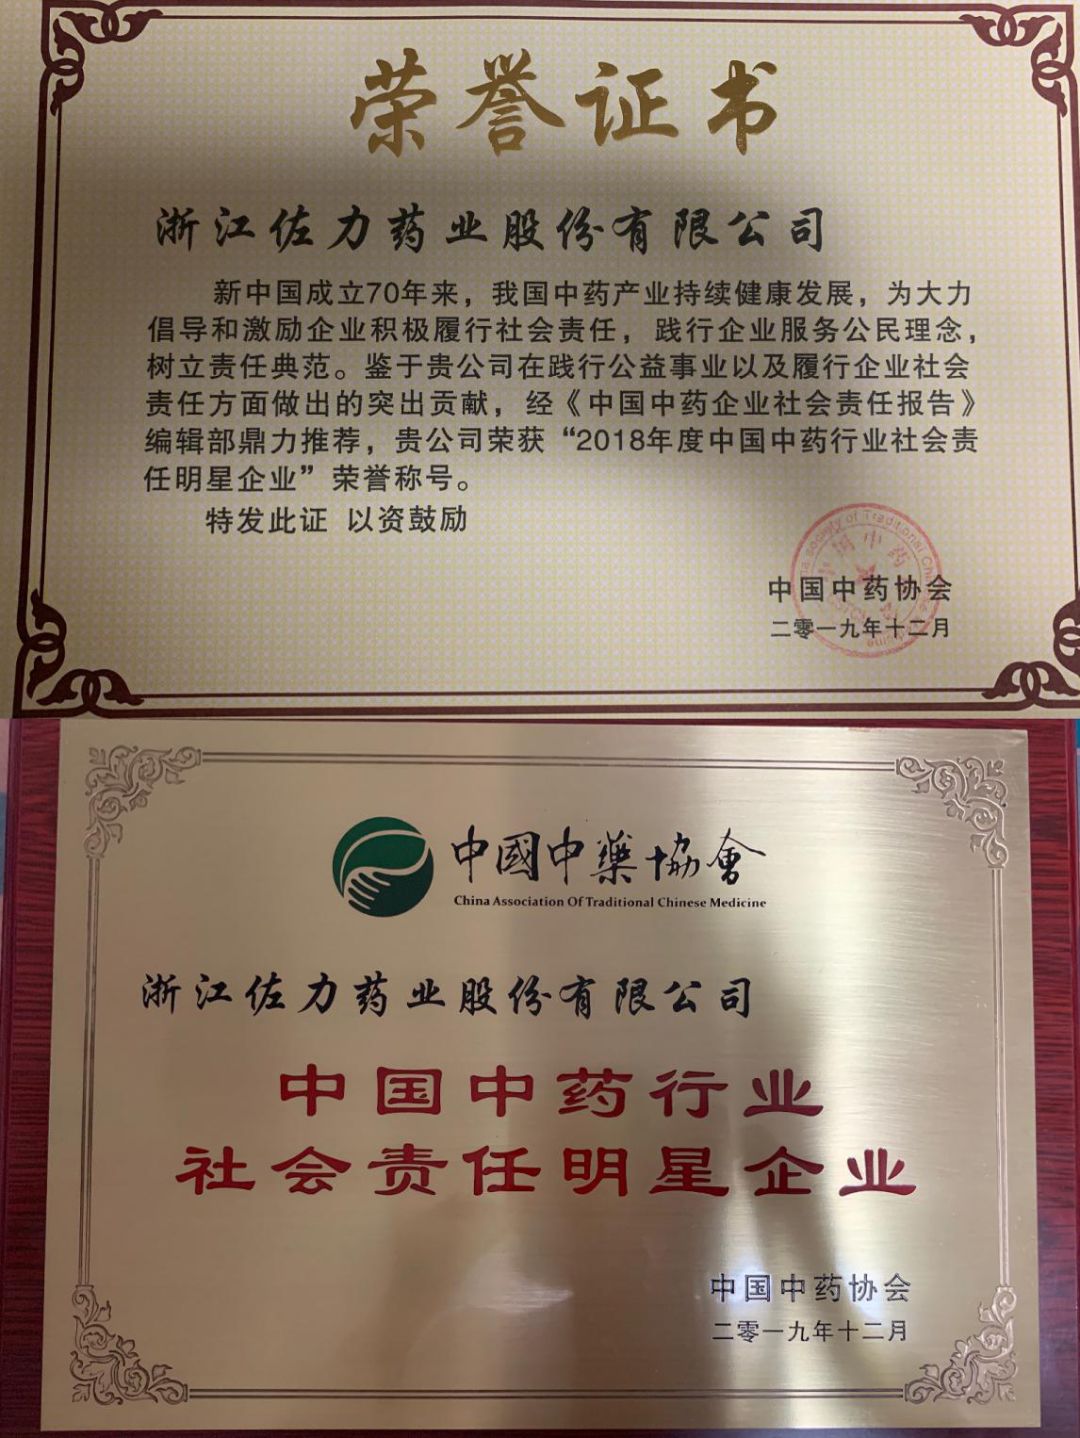 荣誉证书
浙江佐力药业股份有限公司
新中国成立70年来，我国中药产业持续健康发展，为大力
倡导和激励企业积极履行社会责任，践行企业服务公民理念，
树立责任典范。鉴于贵公司在践行公益事业以及履行企业社会
责任方面做出的突出贡献，经《中国中药企业社会责任报告》
编辑部鼎力推荐，贵公司荣获“2018年度中国中药行业社会责
任明星企业”荣誉称号。
特发此证 以资鼓励
中国中药协会
二零一九年十二月
中國中藥協會
China Association Of Traditional Chinese Medicine
浙江佐力药业股份有限公司
中国中药行业
社会责任明星企业
中国中药协会
二零一九年十二月